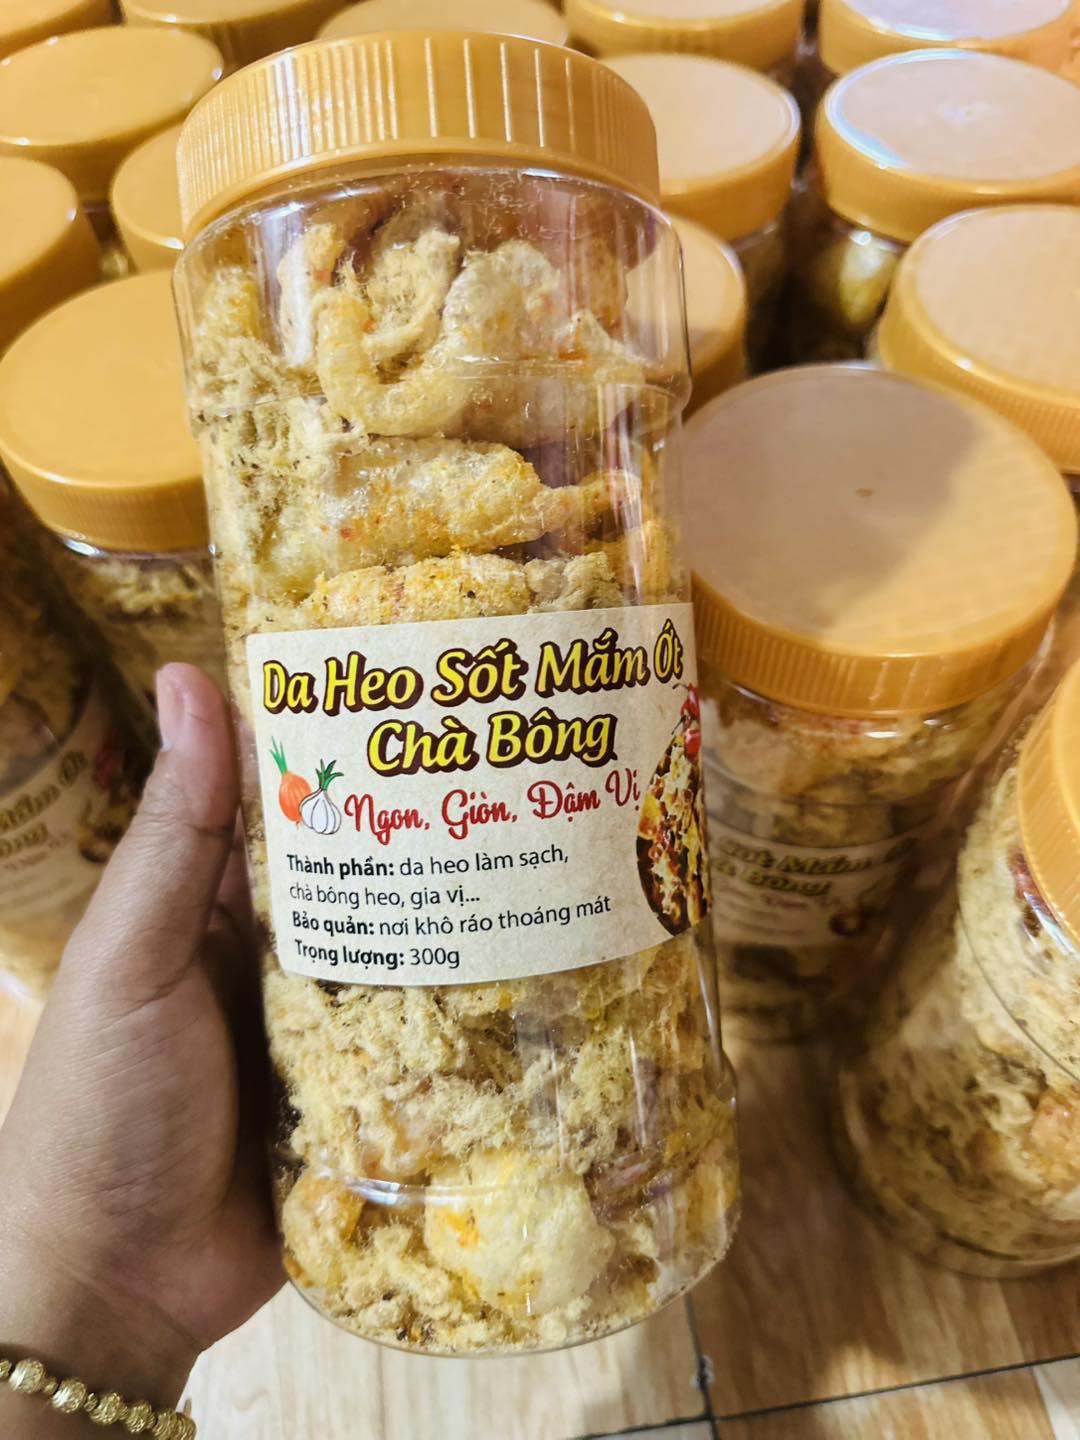 Da Heo Sốt Mắm Ớt
Chà Bông
Ngon, Giòn, Đậm Vị
Thành phần: da heo làm sạch,
chà bông heo, gia vị...
Bảo quản: nơi khô ráo thoáng mát
Trọng lượng: 300g